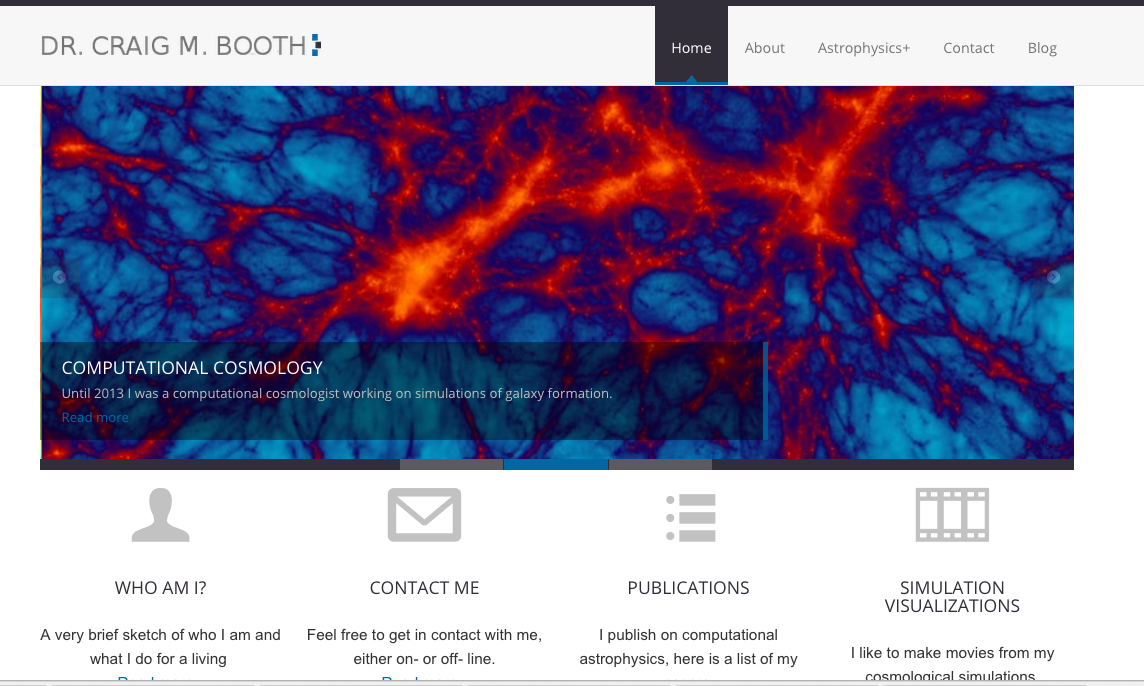 DR. CRAIG M. BOOTH
Home About Astrophysics+ Contact Blog
COMPUTATIONAL COSMOLOGY
Until 2013 I was a computational cosmologist working on simulations of galaxy formation.
Read more
WHO AM I?
A very brief sketch of who I am and
what I do for a living
CONTACT ME
Feel free to get in contact with me,
either on- or off- line.
PUBLICATIONS
I publish on computational
astrophysics, here is a list of my
SIMULATION
VISUALIZATIONS
I like to make movies from my
cosmological simulations